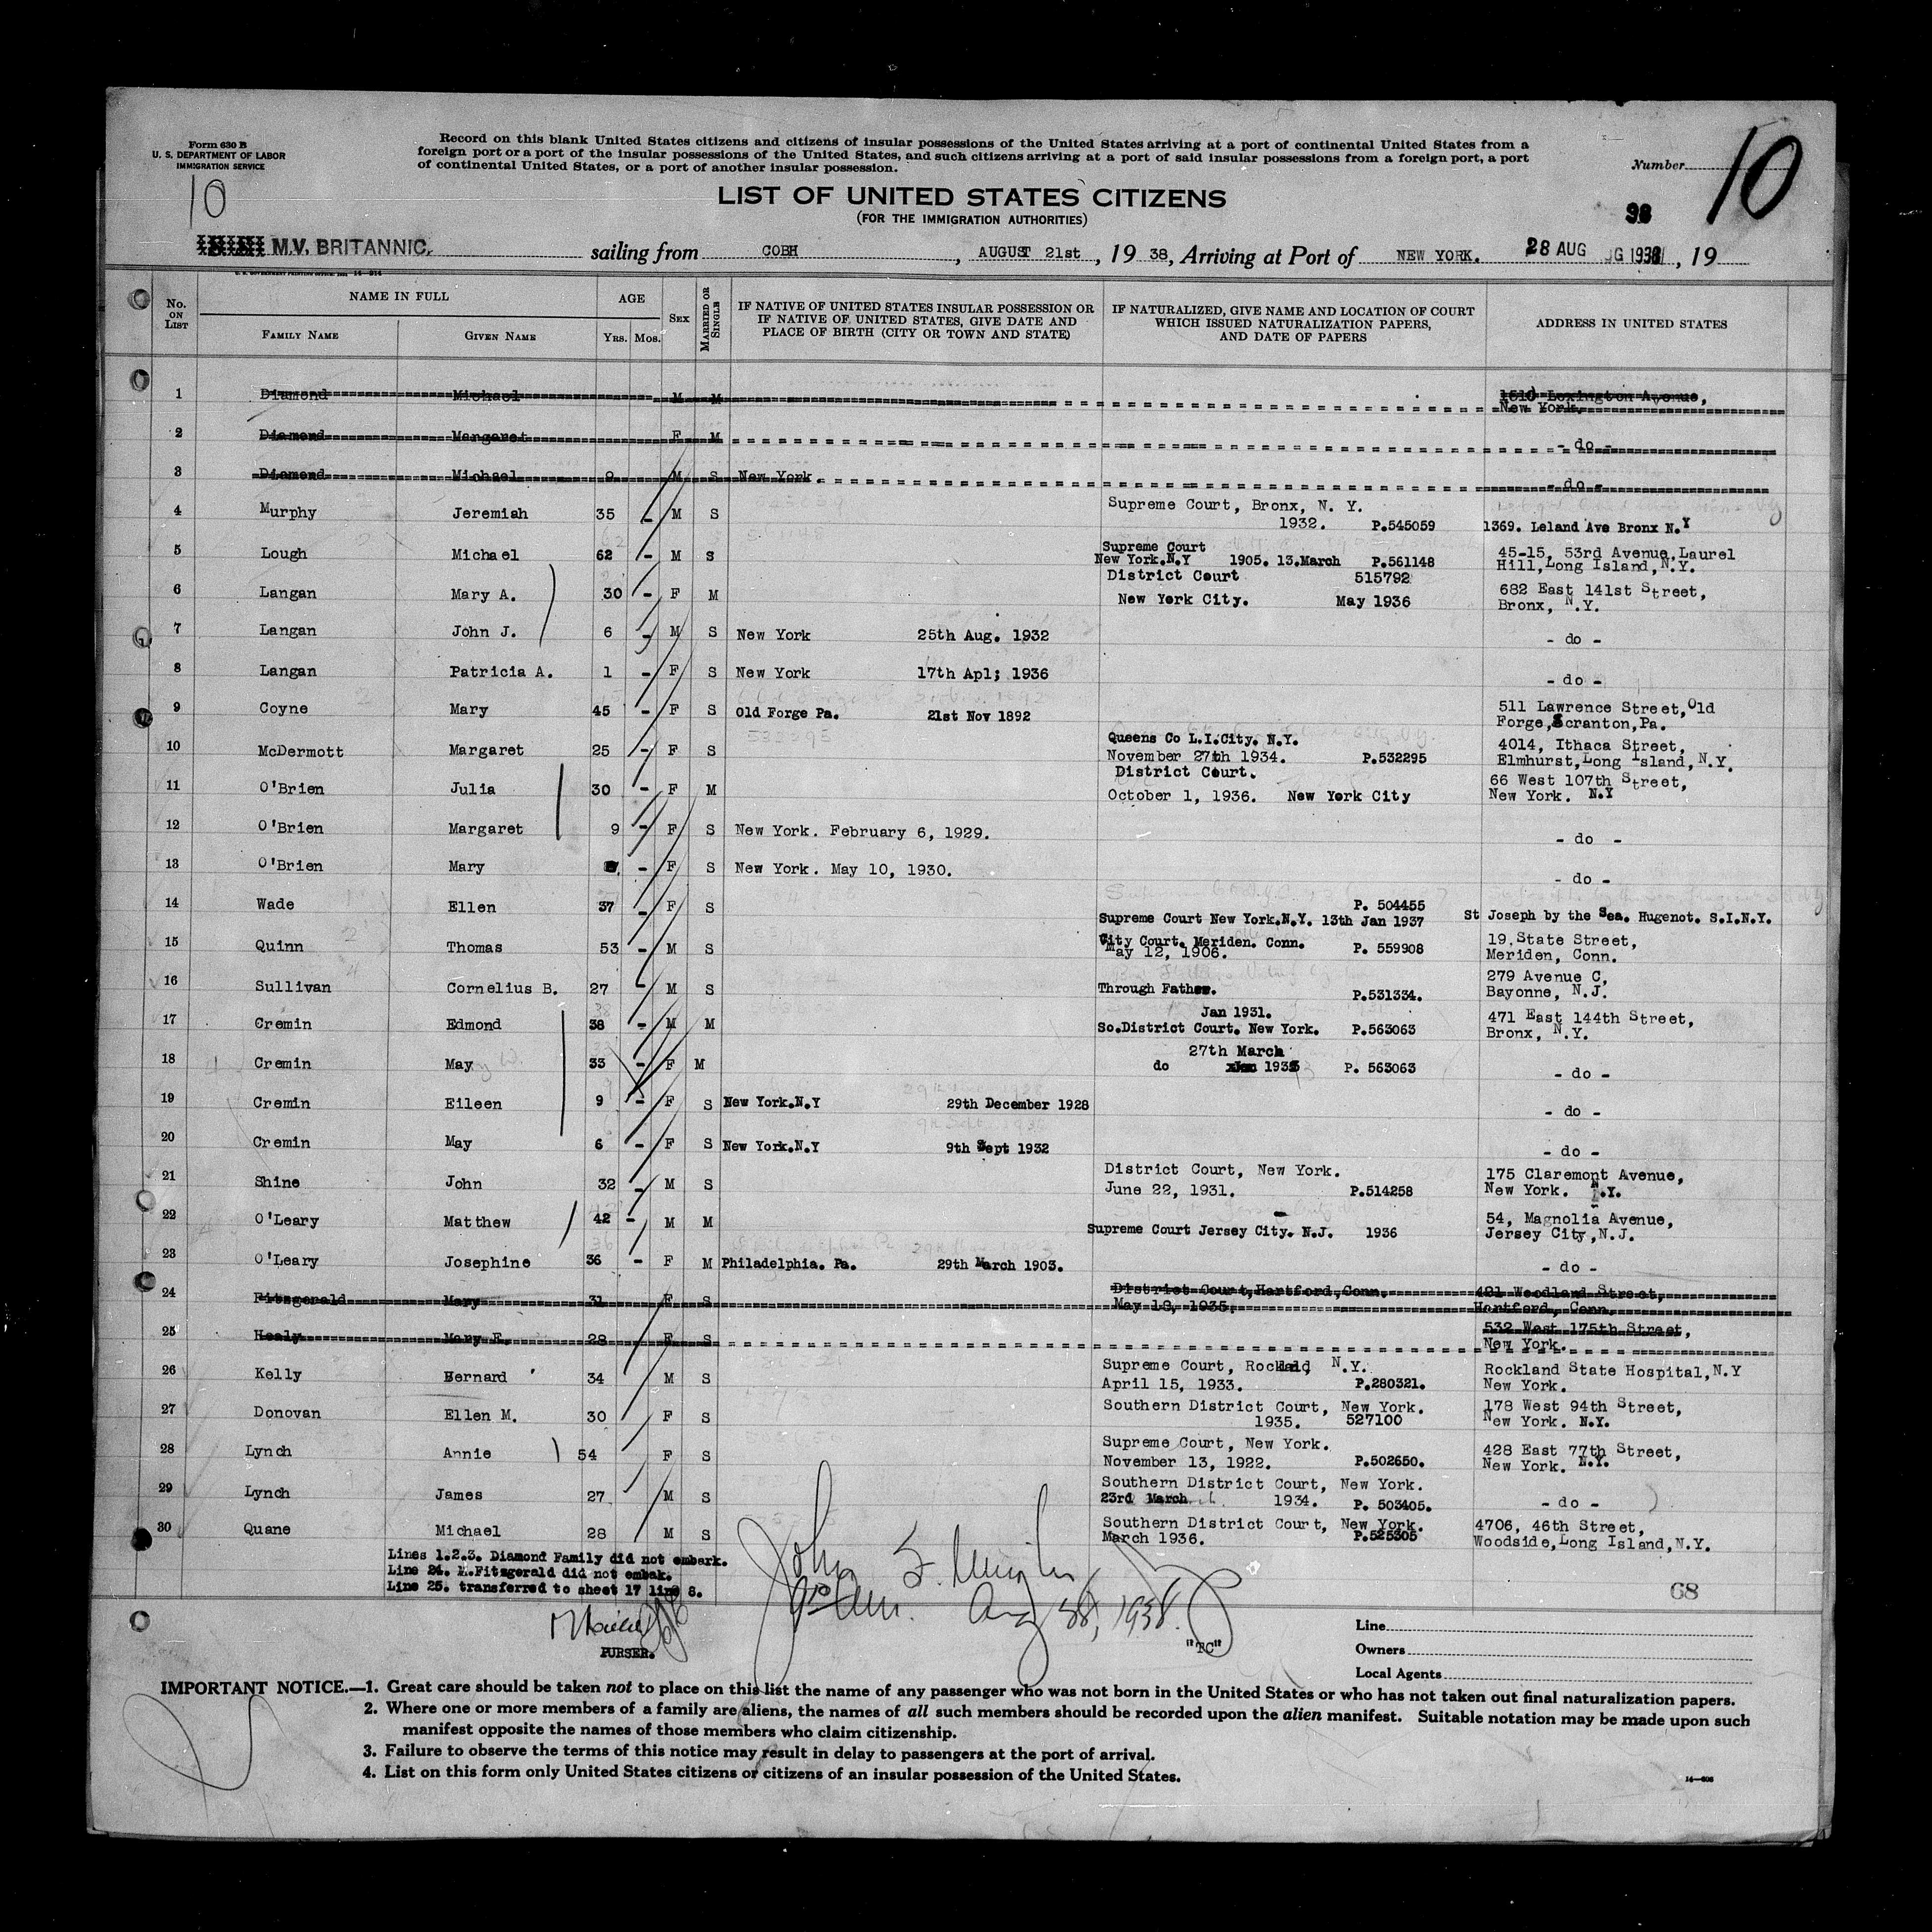 Form 630 B
U. S. DEPARTMENT OF LABOR
IMMIGRATION SERVICE
10
Record on this blank United States citizens and citizens of insular possessions of the United States arriving at a port of continental United States from a
foreign port or a port of the insular possessions of the United States, and such citizens arriving at a port of said insular possessions from a foreign port, a port
of continental United States, or a port of another insular possession.
Number 10
LIST OF UNITED STATES CITIZENS
(FOR THE IMMIGRATION AUTHORITIES)
98
M.V. BRITANNIC, sailing from COBH, AUGUST 21st, 19 38, Arriving at Port of NEW YORK. 28 AUG 1938, 19
No. ON LIST
NAME IN FULL
FAMILY NAME GIVEN NAME
AGE
Yrs. Mos.
SEX
MARRIED OR SINGLE
IF NATIVE OF UNITED STATES INSULAR POSSESSION OR
IF NATIVE OF UNITED STATES, GIVE DATE AND
PLACE OF BIRTH (CITY OR TOWN AND STATE)
IF NATURALIZED, GIVE NAME AND LOCATION OF COURT
WHICH ISSUED NATURALIZATION PAPERS,
AND DATE OF PAPERS
ADDRESS IN UNITED STATES
1 Diamond Michael M M 1510 Lexington Avenue,
New York.
2 Diamond Margaret F M - do -
3 Diamond Michael 9 M S New York. - do -
4 Murphy Jeremiah 35 - M S Supreme Court, Bronx, N. Y.
1932. P.545059 1369. Leland Ave Bronx N.Y
5 Lough Michael 62 - M S Supreme Court
New York.N.Y 1905. 13.March P.561148 45-15, 53rd Avenue,Laurel
Hill,Long Island,N.Y.
6 Langan Mary A. 30 - F M District Court 515792
New York City. May 1936 682 East 141st Street,
Bronx, N.Y.
7 Langan John J. 6 - M S New York 25th Aug. 1932 - do -
8 Langan Patricia A. 1 - F S New York 17th Apl; 1936 - do -
9 Coyne Mary 45 - F S Old Forge Pa. 21st Nov 1892 511 Lawrence Street,Old
Forge,Scranton,Pa.
10 McDermott Margaret 25 - F S Queens Co L.I.City. N.Y.
November 27th 1934. P.532295 4014, Ithaca Street,
Elmhurst,Long Island,N.Y.
11 O'Brien Julia 30 - F M District Court.
October 1, 1936. New York City 66 West 107th Street,
New York. N.Y
12 O'Brien Margaret 9 - F S New York. February 6, 1929. - do -
13 O'Brien Mary - F S New York. May 10, 1930. - do -
14 Wade Ellen 37 - F S P. 504455
Supreme Court New York.N.Y. 13th Jan 1937 St Joseph by the Sea. Hugenot. S.I.N.Y.
15 Quinn Thomas 53 - M S City Court. Meriden. Conn.
May 12, 1906. P. 559908 19,State Street,
Meriden, Conn.
16 Sullivan Cornelius B. 27 - M S Through Father. P.531334. 279 Avenue C,
Bayonne, N.J.
17 Cremin Edmond 38 - M M Jan 1931.
So.District Court. New York. P.563063 471 East 144th Street,
Bronx, N.Y.
18 Cremin May 33 - F M 27th March
do P. 563063 - do -
19 Cremin Eileen 9 - F S New York.N.Y 29th December 1928 - do -
20 Cremin May 6 - F S New York.N.Y 9th Sept 1932 - do -
21 Shine John 32 - M S District Court, New York.
June 22, 1931. P.514258 175 Claremont Avenue,
New York. N.Y.
22 O'Leary Matthew 42 - M M Supreme Court Jersey City. N.J. 1936 54, Magnolia Avenue,
Jersey City,N.J.
23 O'Leary Josephine 36 - F M Philadelphia. Pa. 29th March 1903. - do -
24 Fitzgerald Mary 31 F S District Court,Hartford,Conn.
May 18, 1935. 491 Woodland Street,
Hartford, Conn.
25 Healy Mary E. 28 F S 532 West 175th Street,
New York.
26 Kelly Bernard 34 M S Supreme Court, Rockland, N.Y.
April 15, 1933. P.280321. Rockland State Hospital,N.Y
New York.
27 Donovan Ellen M. 30 F S Southern District Court, New York.
1935. 527100 178 West 94th Street,
New York. N.Y.
28 Lynch Annie 54 F S Supreme Court, New York.
November 13, 1922. P.502650. 428 East 77th Street,
New York. N.Y.
29 Lynch James 27 M S Southern District Court, New York.
23rd March 1934. P. 503405. - do -
30 Quane Michael 28 M S Southern District Court, New York.
March 1936. P.525305 4706, 46th Street,
Woodside,Long Island,N.Y.
Lines 1.2.3. Diamond Family did not embark.
Line 24. M.Fitzgerald did not embak.
Line 25. transferred to sheet 17 line 8.
John F.
Aug 28, 1938.
68
PURSER.
"TC"
Line
Owners
Local Agents
IMPORTANT NOTICE.—1. Great care should be taken not to place on this list the name of any passenger who was not born in the United States or who has not taken out final naturalization papers.
2. Where one or more members of a family are aliens, the names of all such members should be recorded upon the alien manifest. Suitable notation may be made upon such
manifest opposite the names of those members who claim citizenship.
3. Failure to observe the terms of this notice may result in delay to passengers at the port of arrival.
4. List on this form only United States citizens or citizens of an insular possession of the United States.